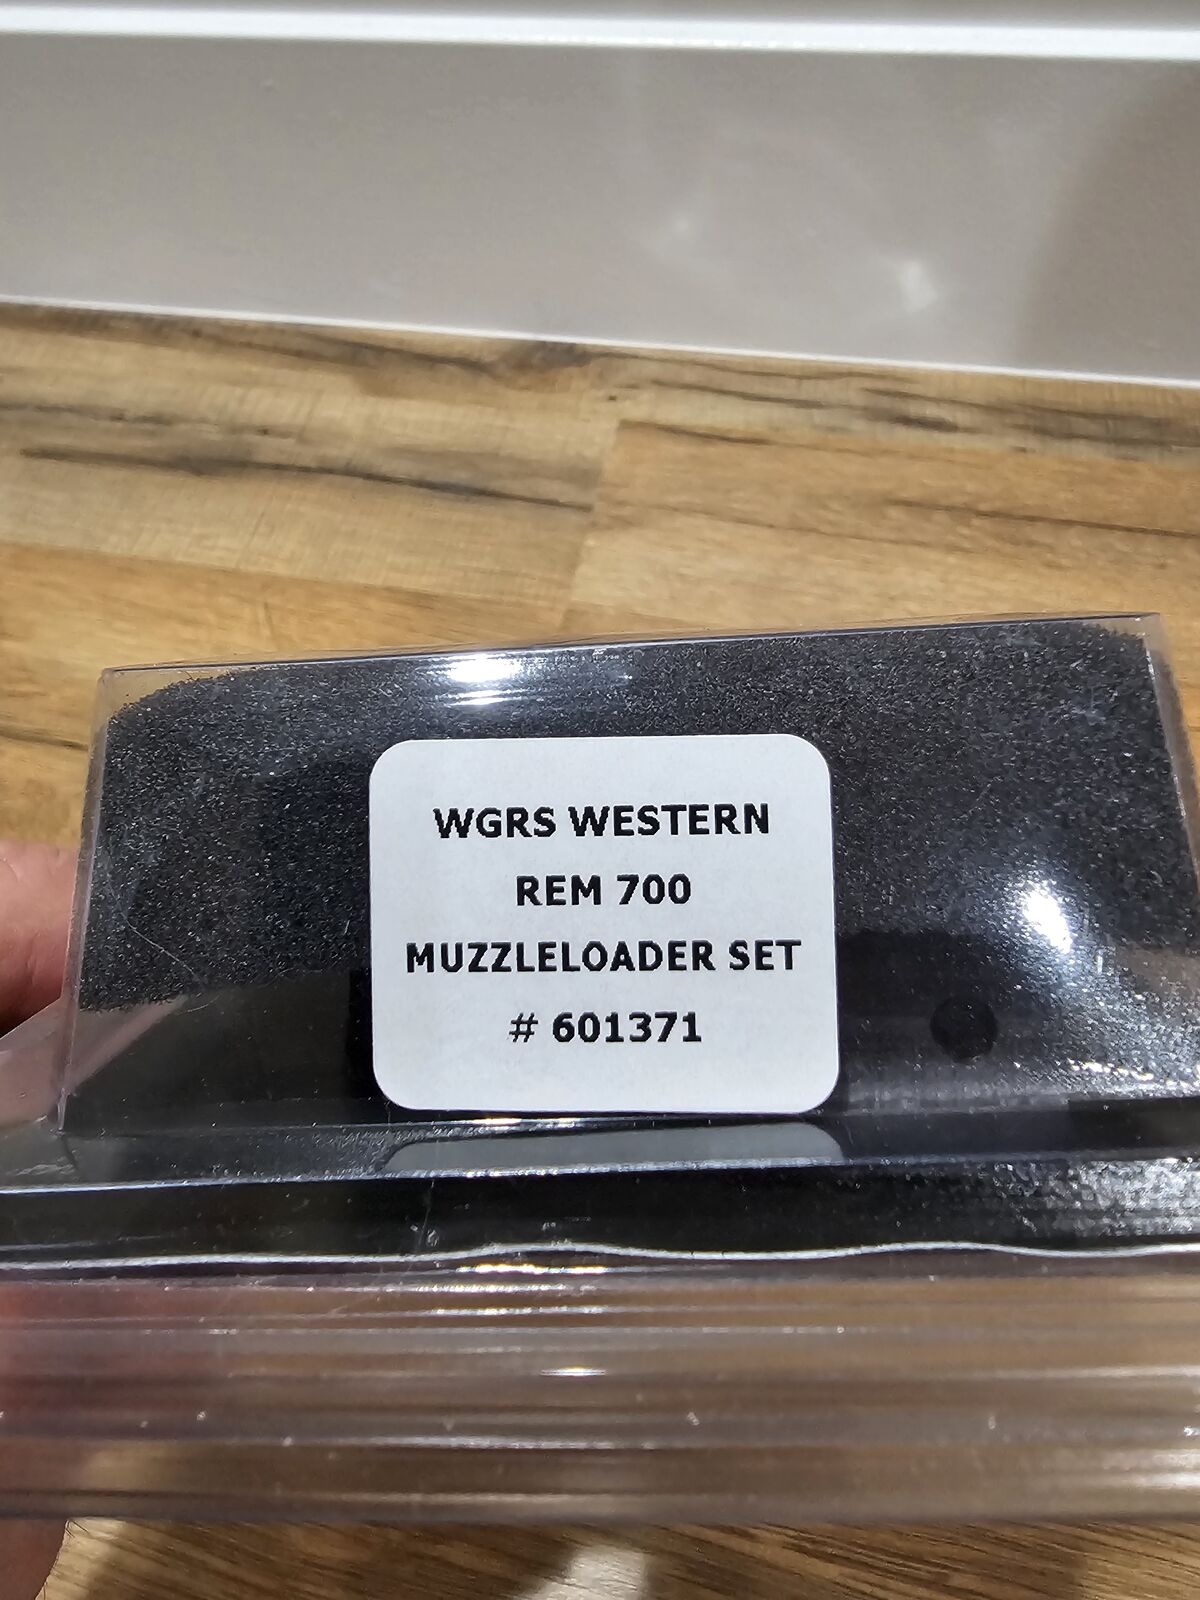 WGRS WESTERN
REM 700
MUZZLELOADER SET
# 601371